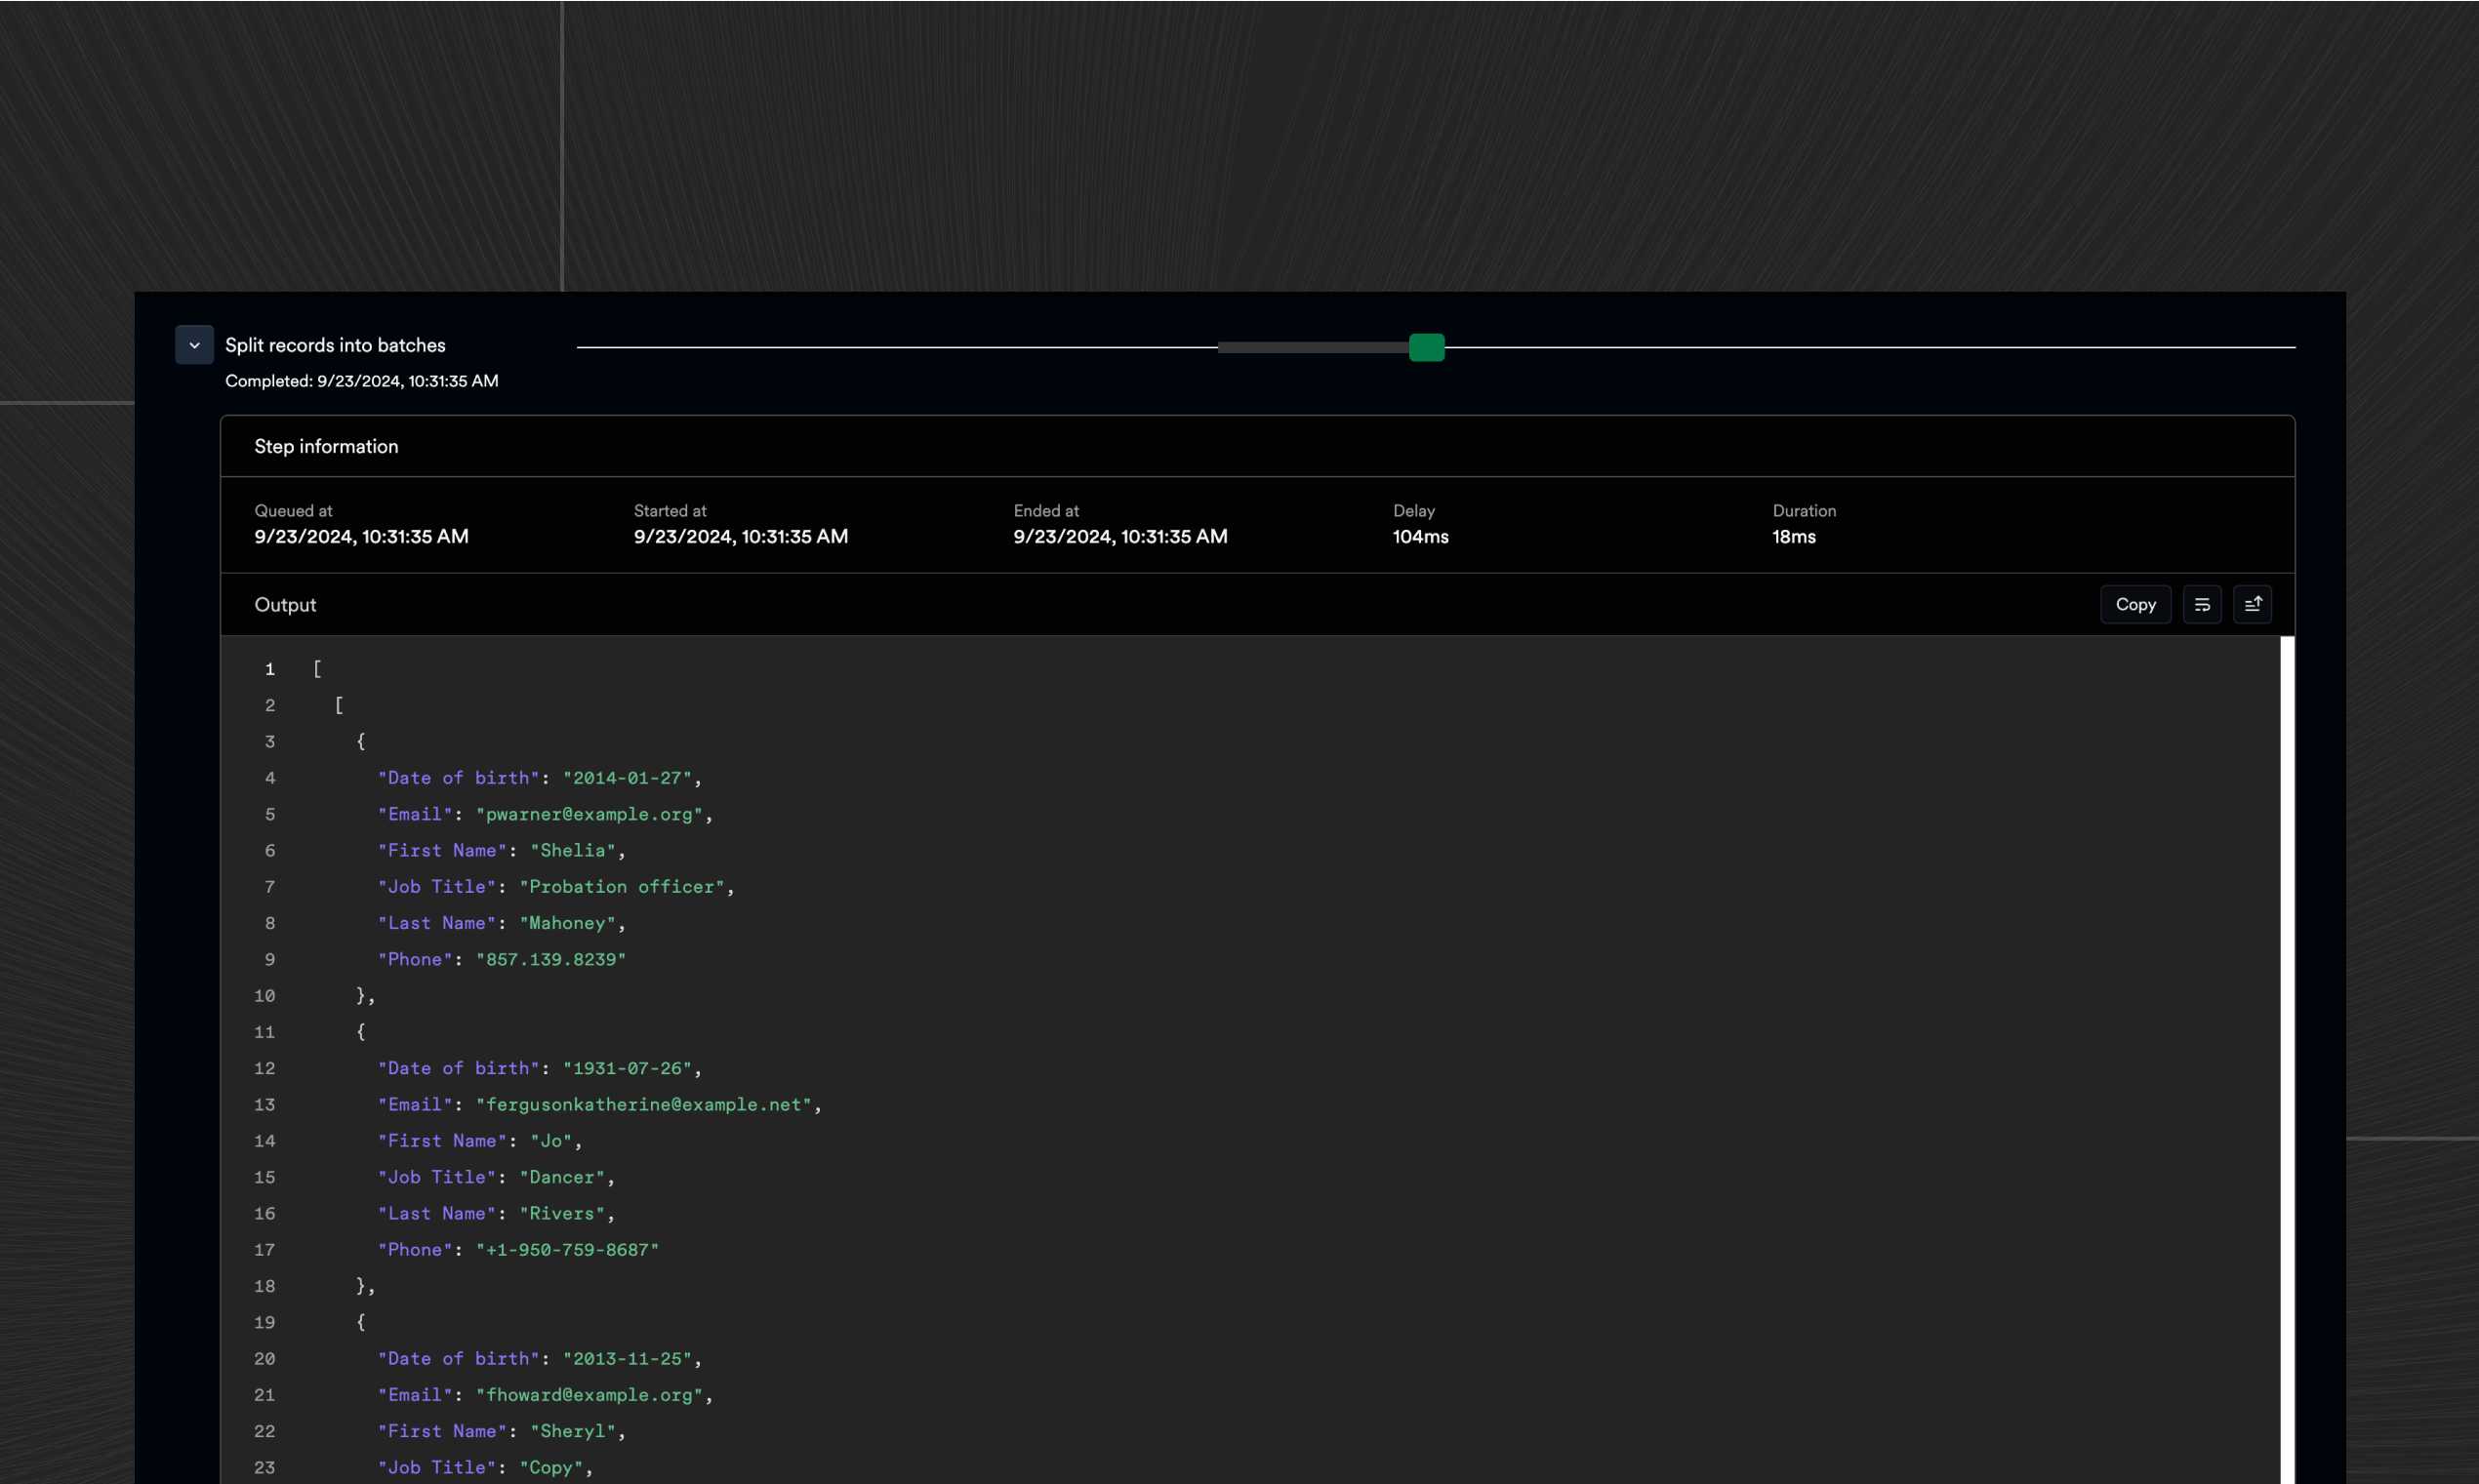 Split records into batches
Completed: 9/23/2024, 10:31:35 AM
Step information
Queued at Started at Ended at Delay Duration
9/23/2024, 10:31:35 AM 9/23/2024, 10:31:35 AM 9/23/2024, 10:31:35 AM 104ms 18ms
Output Copy
1 [
2 [
3 {
4 "Date of birth": "2014-01-27",
5 "Email": "pwarner@example.org",
6 "First Name": "Shelia",
7 "Job Title": "Probation officer",
8 "Last Name": "Mahoney",
9 "Phone": "857.139.8239"
10 },
11 {
12 "Date of birth": "1931-07-26",
13 "Email": "fergusonkatherine@example.net",
14 "First Name": "Jo",
15 "Job Title": "Dancer",
16 "Last Name": "Rivers",
17 "Phone": "+1-950-759-8687"
18 },
19 {
20 "Date of birth": "2013-11-25",
21 "Email": "fhoward@example.org",
22 "First Name": "Sheryl",
23 "Job Title": "Copy",